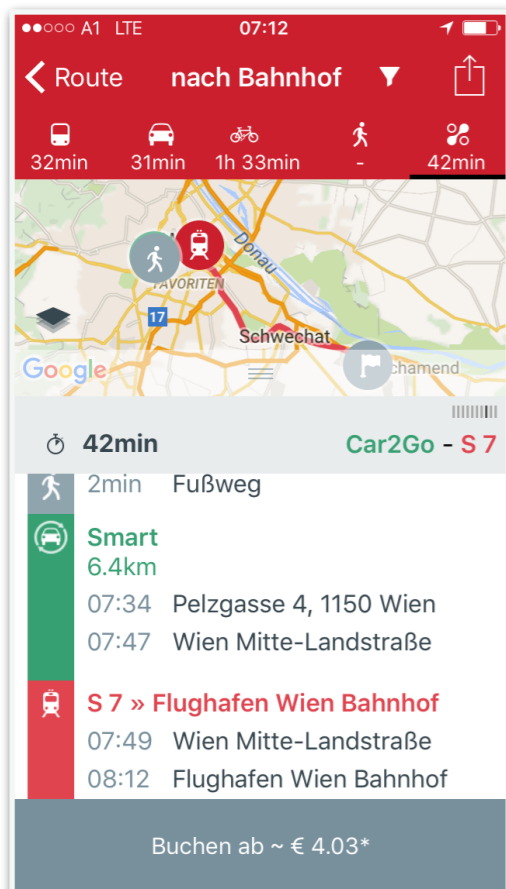 A1 LTE 07:12
Route nach Bahnhof
32min 31min 1h 33min - 42min
Donau
FAVORITEN
17
Schwechat
Google
chamend
42min Car2Go - S 7
2min Fußweg
Smart
6.4km
07:34 Pelzgasse 4, 1150 Wien
07:47 Wien Mitte-Landstraße
S 7 » Flughafen Wien Bahnhof
07:49 Wien Mitte-Landstraße
08:12 Flughafen Wien Bahnhof
Buchen ab ~ € 4.03*